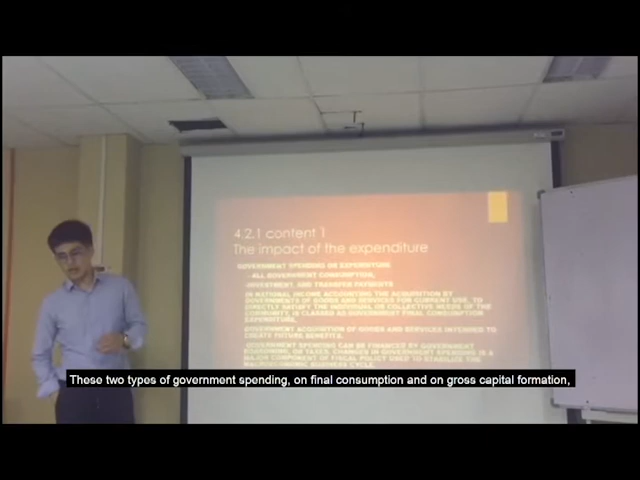 4.2.1 content 1
The impact of the expenditure
GOVERNMENT SPENDING OR EXPENDITURE
-ALL GOVERNMENT CONSUMPTION,
-INVESTMENT, AND TRANSFER PAYMENTS
IN NATIONAL INCOME ACCOUNTING THE ACQUISITION BY
GOVERNMENTS OF GOODS AND SERVICES FOR CURRENT USE, TO
DIRECTLY SATISFY THE INDIVIDUAL OR COLLECTIVE NEEDS OF THE
COMMUNITY, IS CLASSED AS GOVERNMENT FINAL CONSUMPTION
EXPENDITURE.
GOVERNMENT ACQUISITION OF GOODS AND SERVICES INTENDED TO
CREATE FUTURE BENEFITS.
-GOVERNMENT SPENDING CAN BE FINANCED BY GOVERNMENT
OR TAXES. CHANGES IN GOVERNMENT SPENDING IS A
MAJOR COMPONENT OF FISCAL POLICY USED TO STABILIZE THE
MACROECONOMIC BUSINESS CYCLE.
These two types of government spending, on final consumption and on gross capital formation,